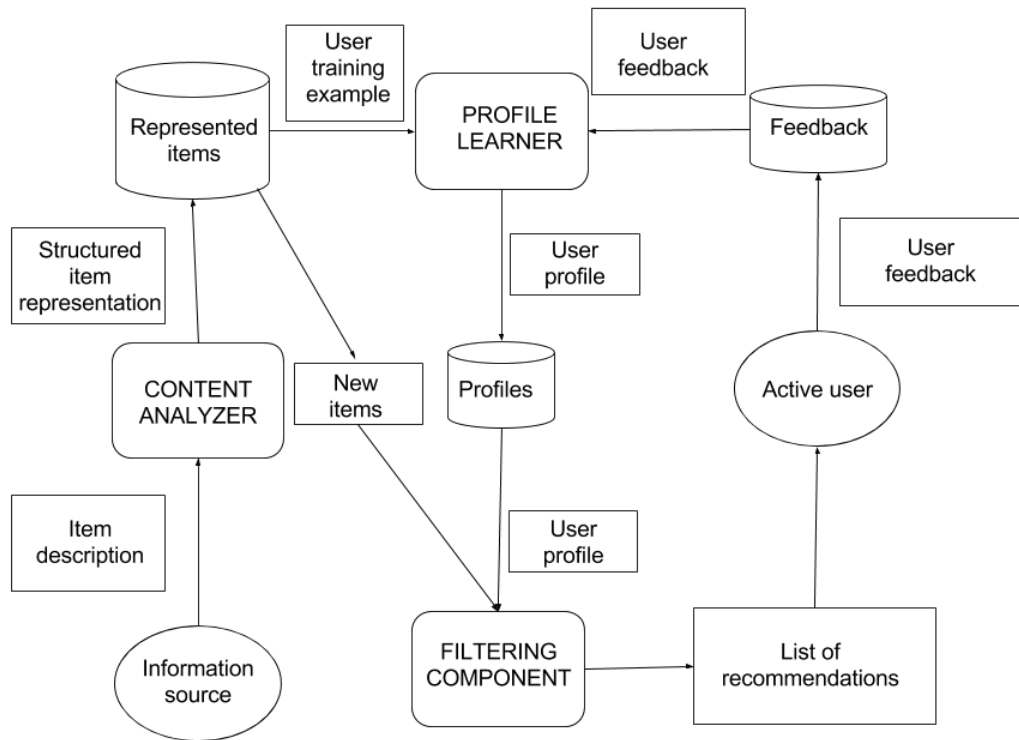 User
training
example
User
feedback
Represented
items
PROFILE
LEARNER
Feedback
Structured
item
representation
User
profile
User
feedback
CONTENT
ANALYZER
New
items
Profiles
Active user
Item
description
User
profile
Information
source
FILTERING
COMPONENT
List of
recommendations